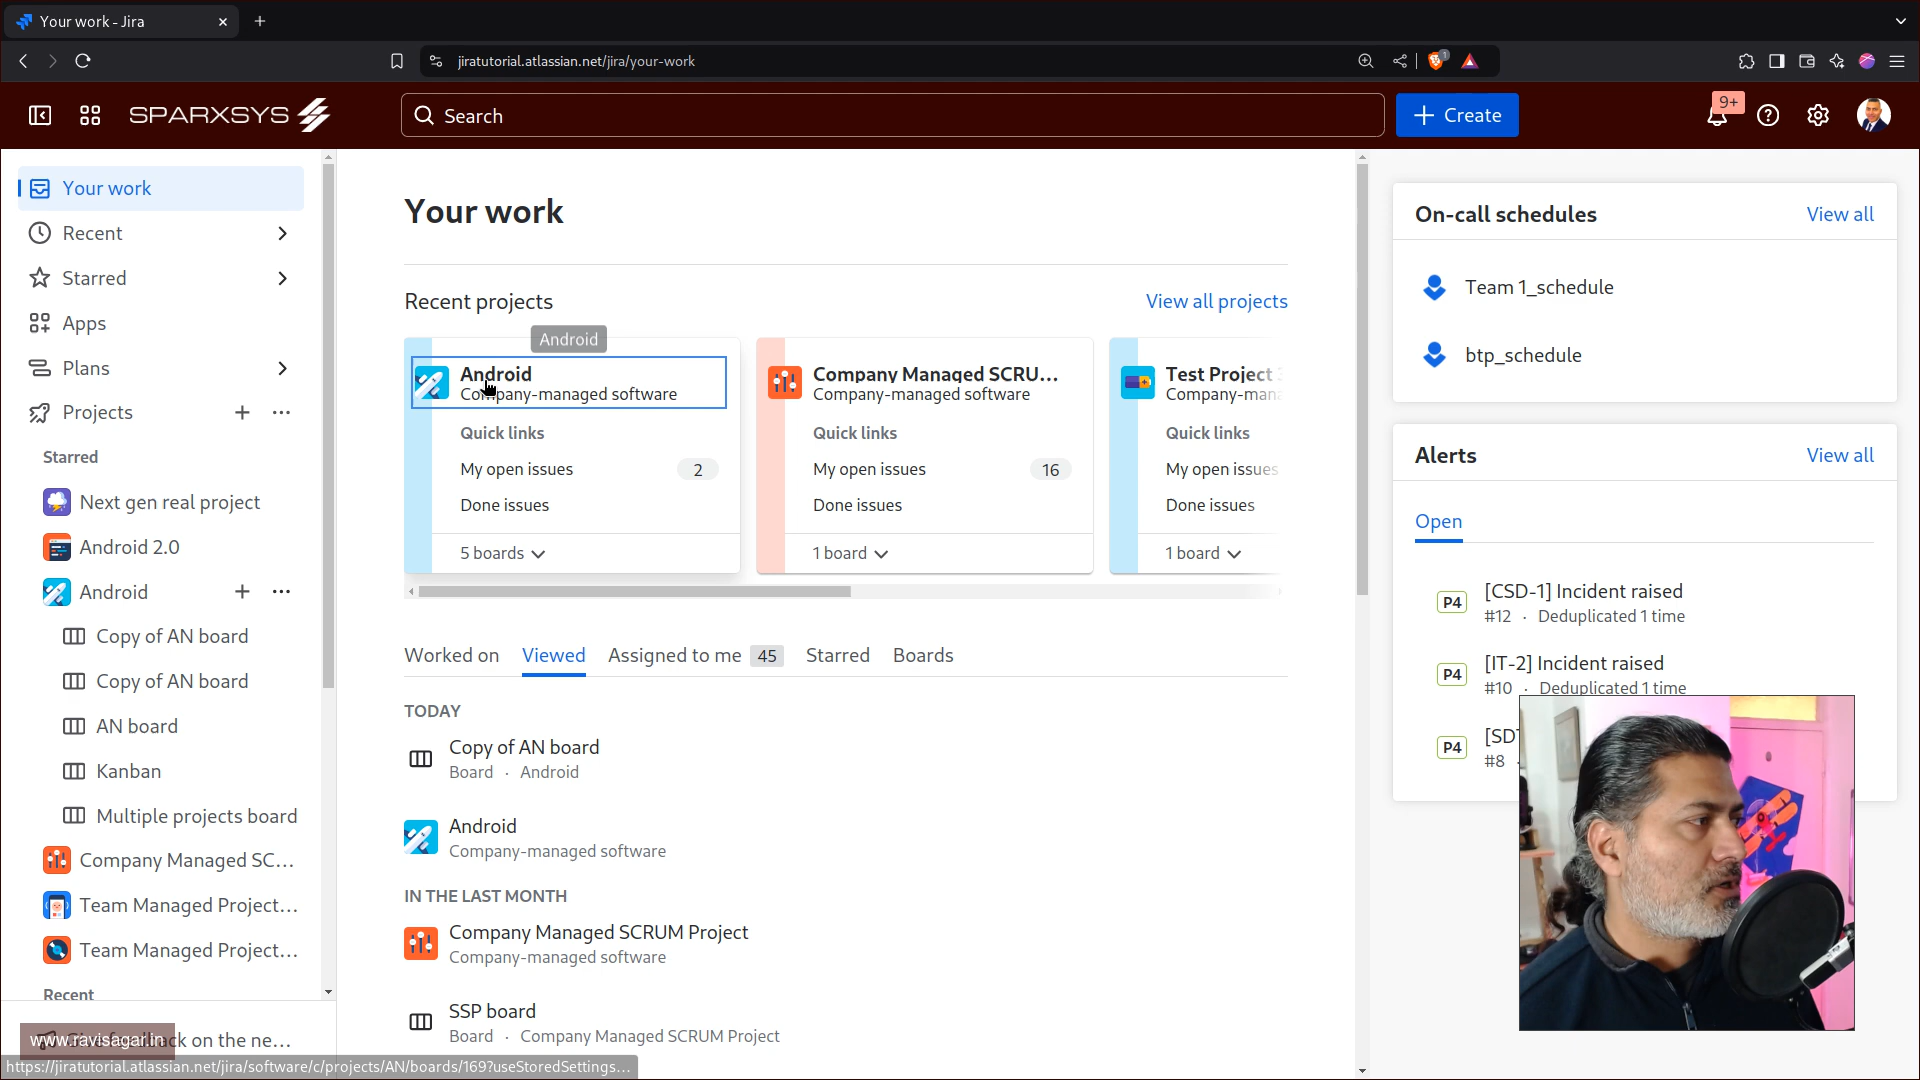 Your work - Jira
jiratutorial.atlassian.net/jira/your-work
1
SPARXSYS
Search
Create
9+
Your work
Recent
Starred
Apps
Plans
Projects
Starred
Next gen real project
Android 2.0
Android
Copy of AN board
Copy of AN board
AN board
Kanban
Multiple projects board
Company Managed SC...
Team Managed Project...
Team Managed Project...
Recent
www.ravisagar.in
k on the ne...
https://jiratutorial.atlassian.net/jira/software/c/projects/AN/boards/169?useStoredSettings...
Your work
Recent projects
View all projects
Android
Android
Company-managed software
Quick links
My open issues 2
Done issues
5 boards
Company Managed SCRU...
Company-managed software
Quick links
My open issues 16
Done issues
1 board
Test Project
Company-mana
Quick links
My open issues
Done issues
1 board
Worked on Viewed Assigned to me 45 Starred Boards
TODAY
Copy of AN board
Board · Android
Android
Company-managed software
IN THE LAST MONTH
Company Managed SCRUM Project
Company-managed software
SSP board
Board · Company Managed SCRUM Project
On-call schedules
View all
Team 1_schedule
btp_schedule
Alerts
View all
Open
P4 [CSD-1] Incident raised
#12 · Deduplicated 1 time
P4 [IT-2] Incident raised
#10 · Deduplicated 1 time
P4
#8 ·